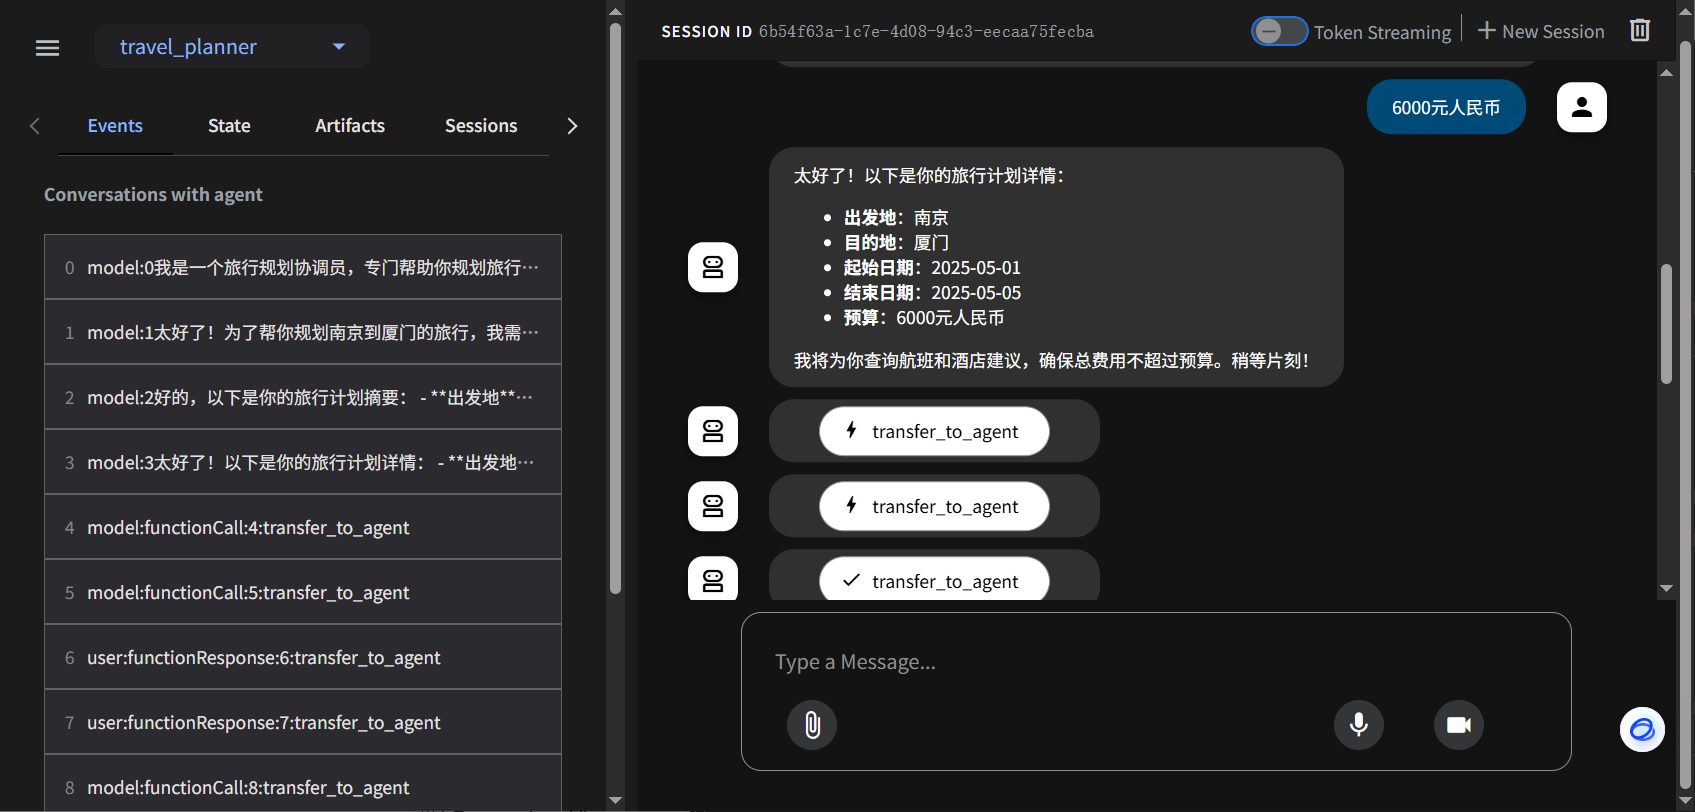 travel_planner
Events State Artifacts Sessions
Conversations with agent
0 model:0我是一个旅行规划协调员，专门帮助你规划旅行…
1 model:1太好了！为了帮你规划南京到厦门的旅行，我需…
2 model:2好的，以下是你的旅行计划摘要： - **出发地**…
3 model:3太好了！以下是你的旅行计划详情： - **出发地…
4 model:functionCall:4:transfer_to_agent
5 model:functionCall:5:transfer_to_agent
6 user:functionResponse:6:transfer_to_agent
7 user:functionResponse:7:transfer_to_agent
8 model:functionCall:8:transfer_to_agent
SESSION ID 6b54f63a-1c7e-4d08-94c3-eecaa75fecba
Token Streaming
New Session
6000元人民币
太好了！以下是你的旅行计划详情：
• 出发地：南京
• 目的地：厦门
• 起始日期：2025-05-01
• 结束日期：2025-05-05
• 预算：6000元人民币
我将为你查询航班和酒店建议，确保总费用不超过预算。稍等片刻！
transfer_to_agent
transfer_to_agent
transfer_to_agent
Type a Message...